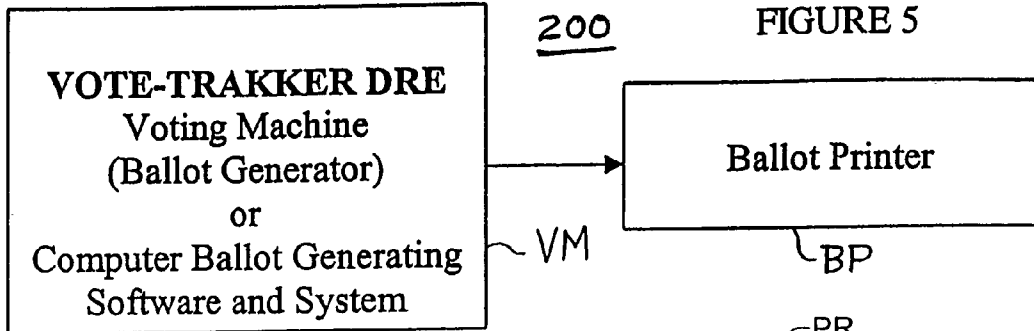 200
FIGURE 5
VOTE-TRAKKER DRE
Voting Machine
(Ballot Generator)
or
Computer Ballot Generating
Software and System
VM
Ballot Printer
BP
PR